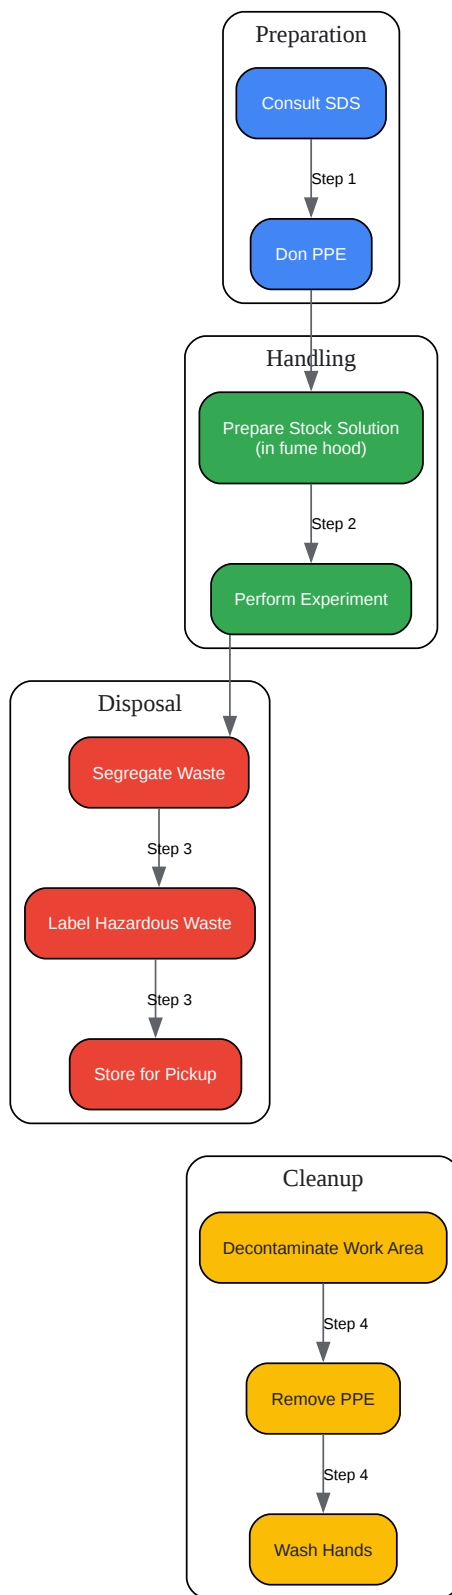 Preparation
Consult SDS
Step 1
Don PPE
Handling
Prepare Stock Solution
(in fume hood)
Step 2
Perform Experiment
Disposal
Segregate Waste
Step 3
Label Hazardous Waste
Step 3
Store for Pickup
Cleanup
Decontaminate Work Area
Step 4
Remove PPE
Step 4
Wash Hands